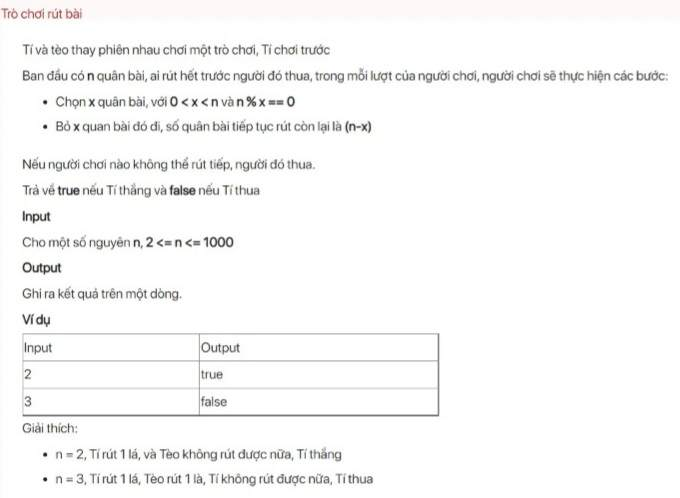 Trò chơi rút bài
Tí và tèo thay phiên nhau chơi một trò chơi, Tí chơi trước
Ban đầu có n quân bài, ai rút hết trước người đó thua, trong mỗi lượt của người chơi, người chơi sẽ thực hiện các bước:
• Chọn x quân bài, với 0 < x < n và n % x == 0
• Bỏ x quan bài đó đi, số quân bài tiếp tục rút còn lại là (n-x)
Nếu người chơi nào không thể rút tiếp, người đó thua.
Trả về true nếu Tí thắng và false nếu Tí thua
Input
Cho một số nguyên n, 2 <= n <= 1000
Output
Ghi ra kết quả trên một dòng.
Ví dụ
Input Output
2 true
3 false
Giải thích:
• n = 2, Tí rút 1 lá, và Tèo không rút được nữa, Tí thắng
• n = 3, Tí rút 1 lá, Tèo rút 1 là, Tí không rút được nữa, Tí thua